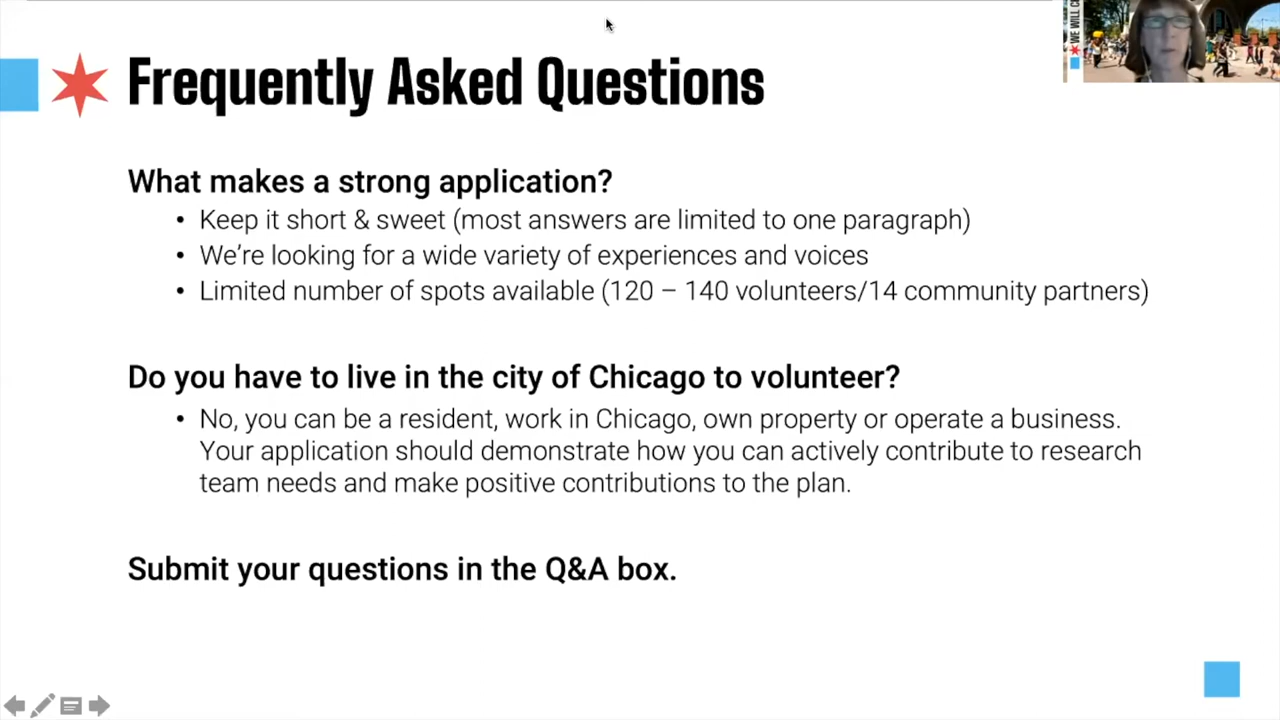 WE WILL
Frequently Asked Questions
What makes a strong application?
• Keep it short & sweet (most answers are limited to one paragraph)
• We’re looking for a wide variety of experiences and voices
• Limited number of spots available (120 – 140 volunteers/14 community partners)
Do you have to live in the city of Chicago to volunteer?
• No, you can be a resident, work in Chicago, own property or operate a business.
Your application should demonstrate how you can actively contribute to research
team needs and make positive contributions to the plan.
Submit your questions in the Q&A box.